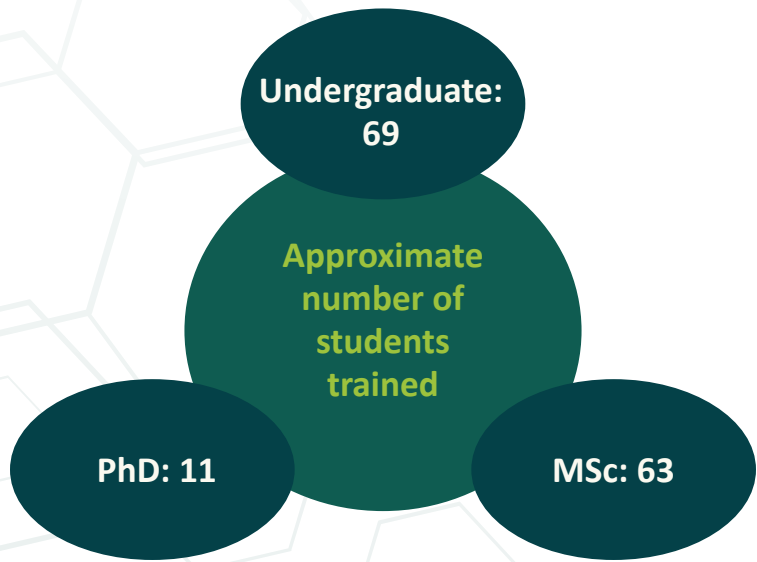 Undergraduate:
69
Approximate
number of
students
trained
PhD: 11
MSc: 63